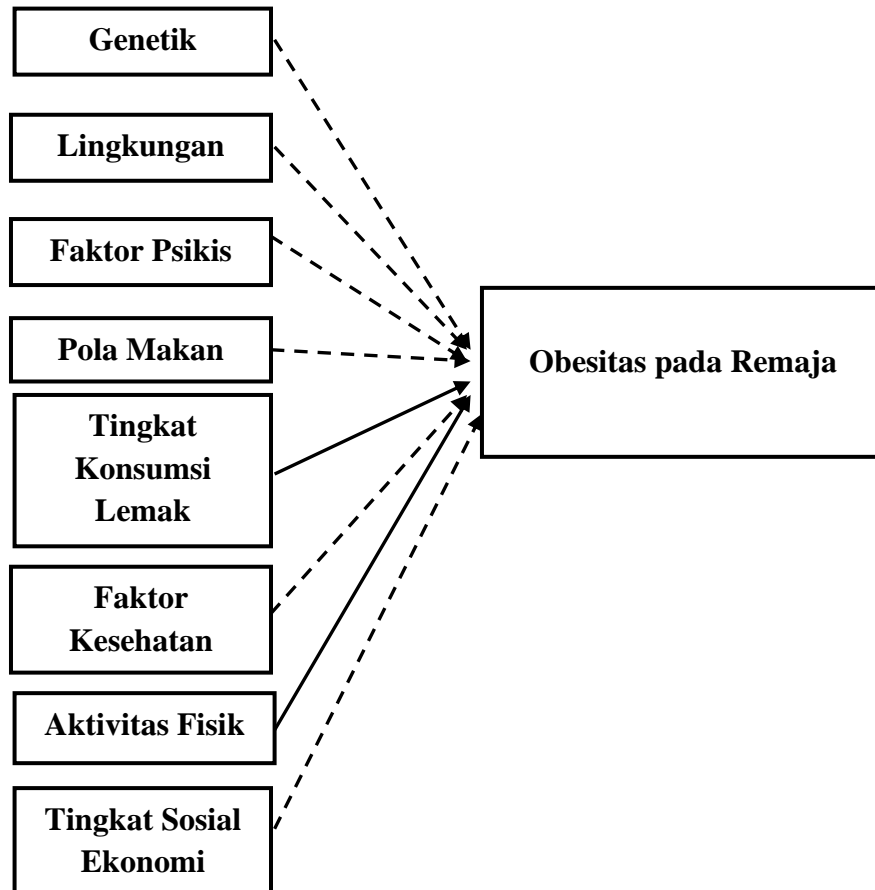 Genetik
Lingkungan
Faktor Psikis
Pola Makan
Tingkat
Konsumsi
Lemak
Faktor
Kesehatan
Aktivitas Fisik
Tingkat Sosial
Ekonomi
Obesitas pada Remaja